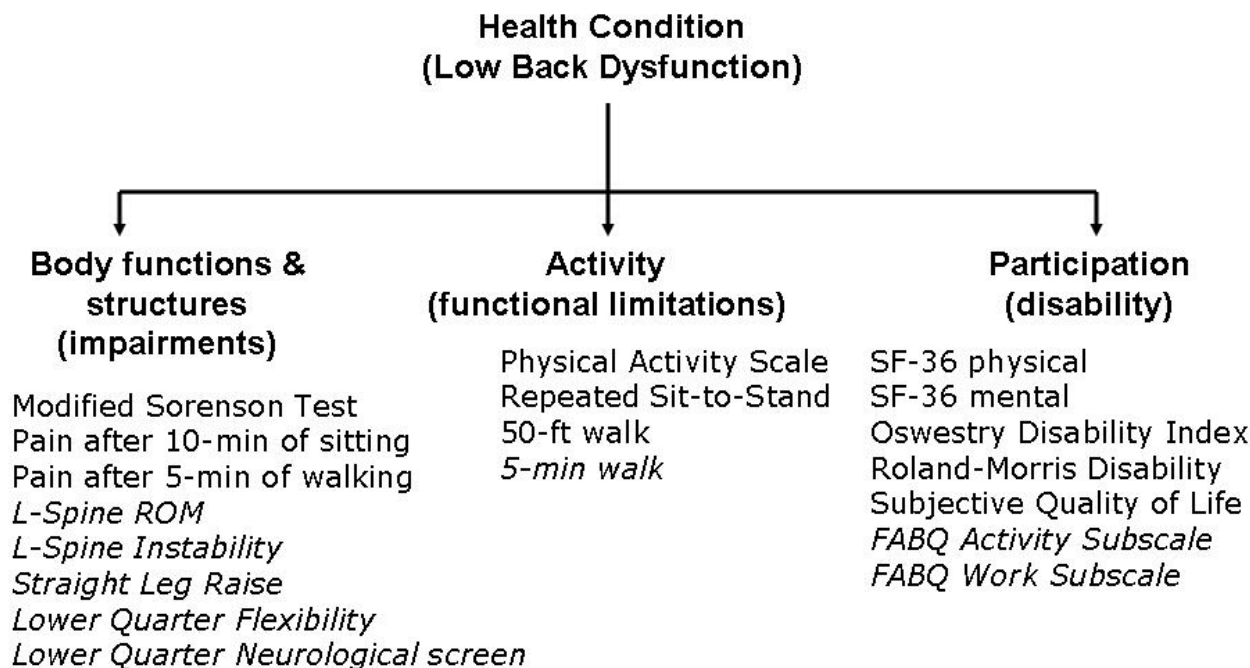 Health Condition
(Low Back Dysfunction)
Body functions &
structures
(impairments)
Modified Sorenson Test
Pain after 10-min of sitting
Pain after 5-min of walking
L-Spine ROM
L-Spine Instability
Straight Leg Raise
Lower Quarter Flexibility
Lower Quarter Neurological screen
Activity
(functional limitations)
Physical Activity Scale
Repeated Sit-to-Stand
50-ft walk
5-min walk
Participation
(disability)
SF-36 physical
SF-36 mental
Oswestry Disability Index
Roland-Morris Disability
Subjective Quality of Life
FABQ Activity Subscale
FABQ Work Subscale